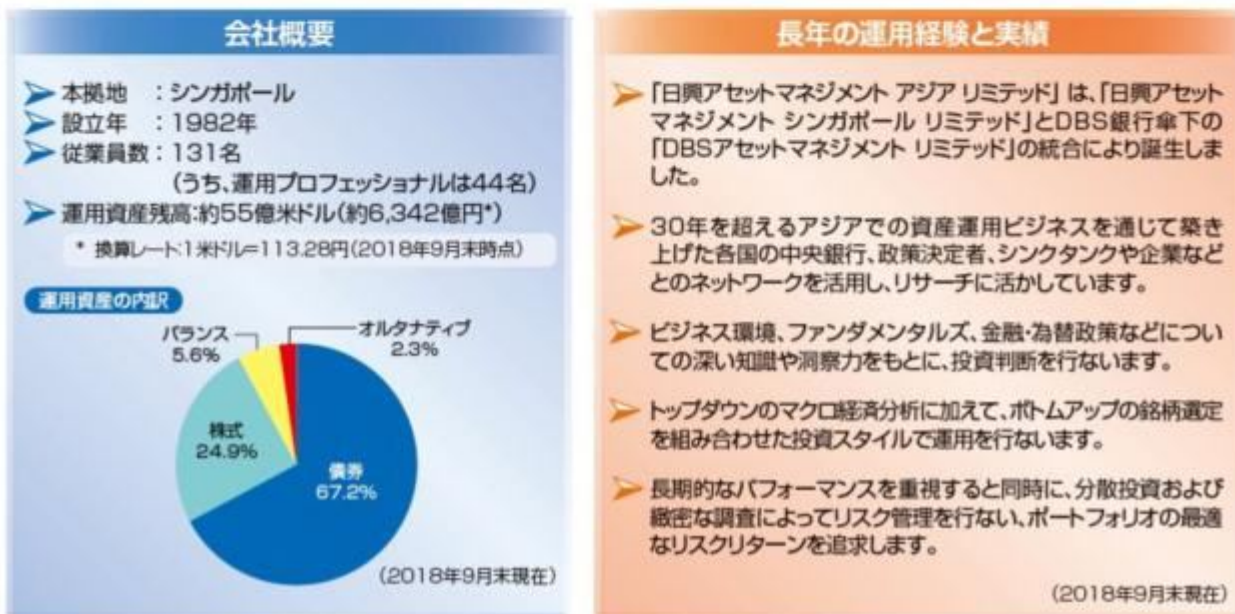 会社概要
本拠地 :シンガポール
設立年 :1982年
従業員数:131名
(うち、運用プロフェッショナルは44名)
運用資産残高:約55億米ドル(約6,342億円*)
* 換算レート:1米ドル=113.28円(2018年9月末時点)
運用資産の内訳
バランス
5.6%
オルタナティブ
2.3%
株式
24.9%
債券
67.2%
(2018年9月末現在)
長年の運用経験と実績
「日興アセットマネジメント アジア リミテッド」は、「日興アセット
マネジメント シンガポール リミテッド」とDBS銀行傘下の
「DBSアセットマネジメント リミテッド」の統合により誕生しま
した。
30年を超えるアジアでの資産運用ビジネスを通じて築き
上げた各国の中央銀行、政策決定者、シンクタンクや企業など
とのネットワークを活用し、リサーチに活かしています。
ビジネス環境、ファンダメンタルズ、金融・為替政策などについ
ての深い知識や洞察力をもとに、投資判断を行ないます。
トップダウンのマクロ経済分析に加えて、ボトムアップの銘柄選定
を組み合わせた投資スタイルで運用を行ないます。
長期的なパフォーマンスを重視すると同時に、分散投資および
緻密な調査によってリスク管理を行ない、ポートフォリオの最適
なリスクリターンを追求します。
(2018年9月末現在)